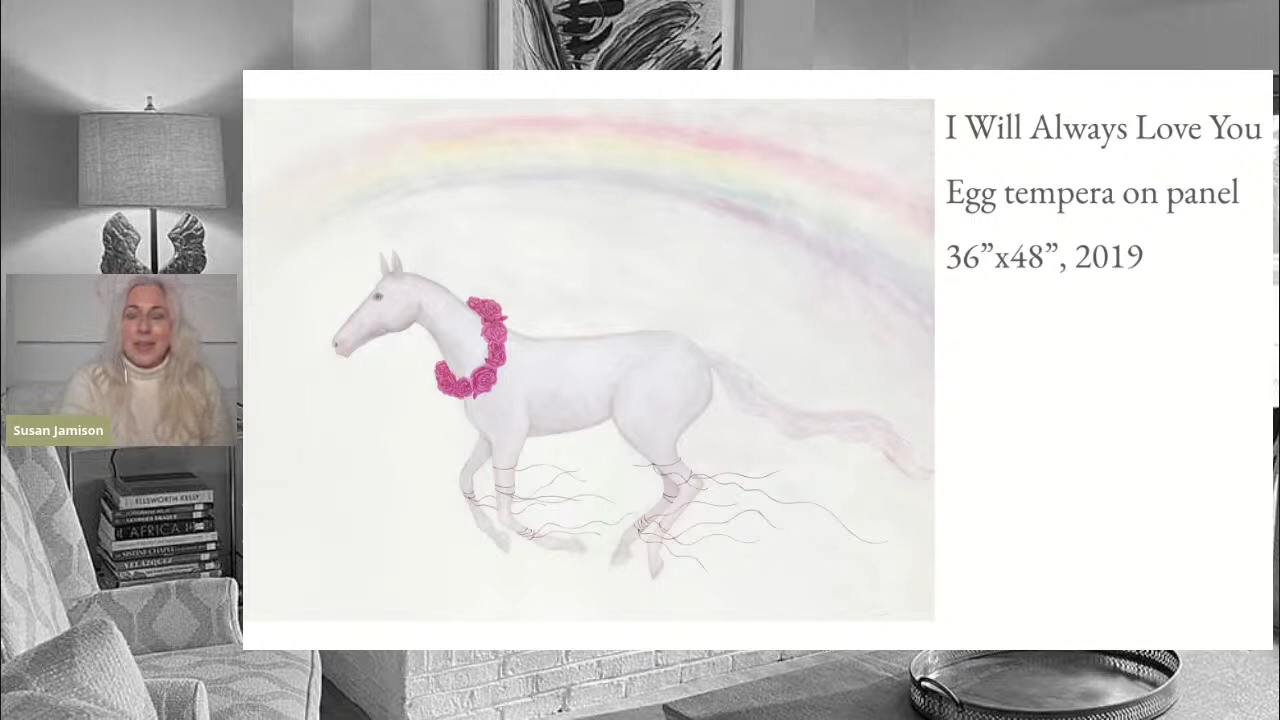 I Will Always Love You
Egg tempera on panel
36”x48”, 2019
Susan Jamison
ELLSWORTH KELLY
AFRICA
SISTINE CHAPEL
VELÁZQUEZ